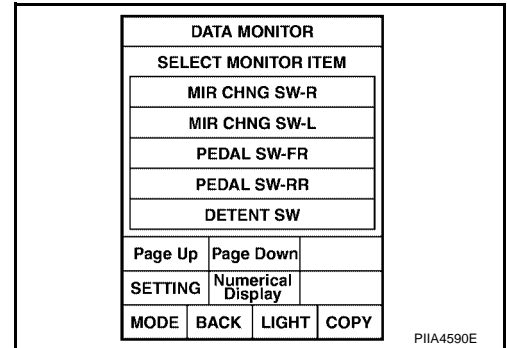 DATA MONITOR
SELECT MONITOR ITEM
MIR CHNG SW-R
MIR CHNG SW-L
PEDAL SW-FR
PEDAL SW-RR
DETENT SW
Page Up Page Down
SETTING Numerical Display
MODE BACK LIGHT COPY
PIIA4590E